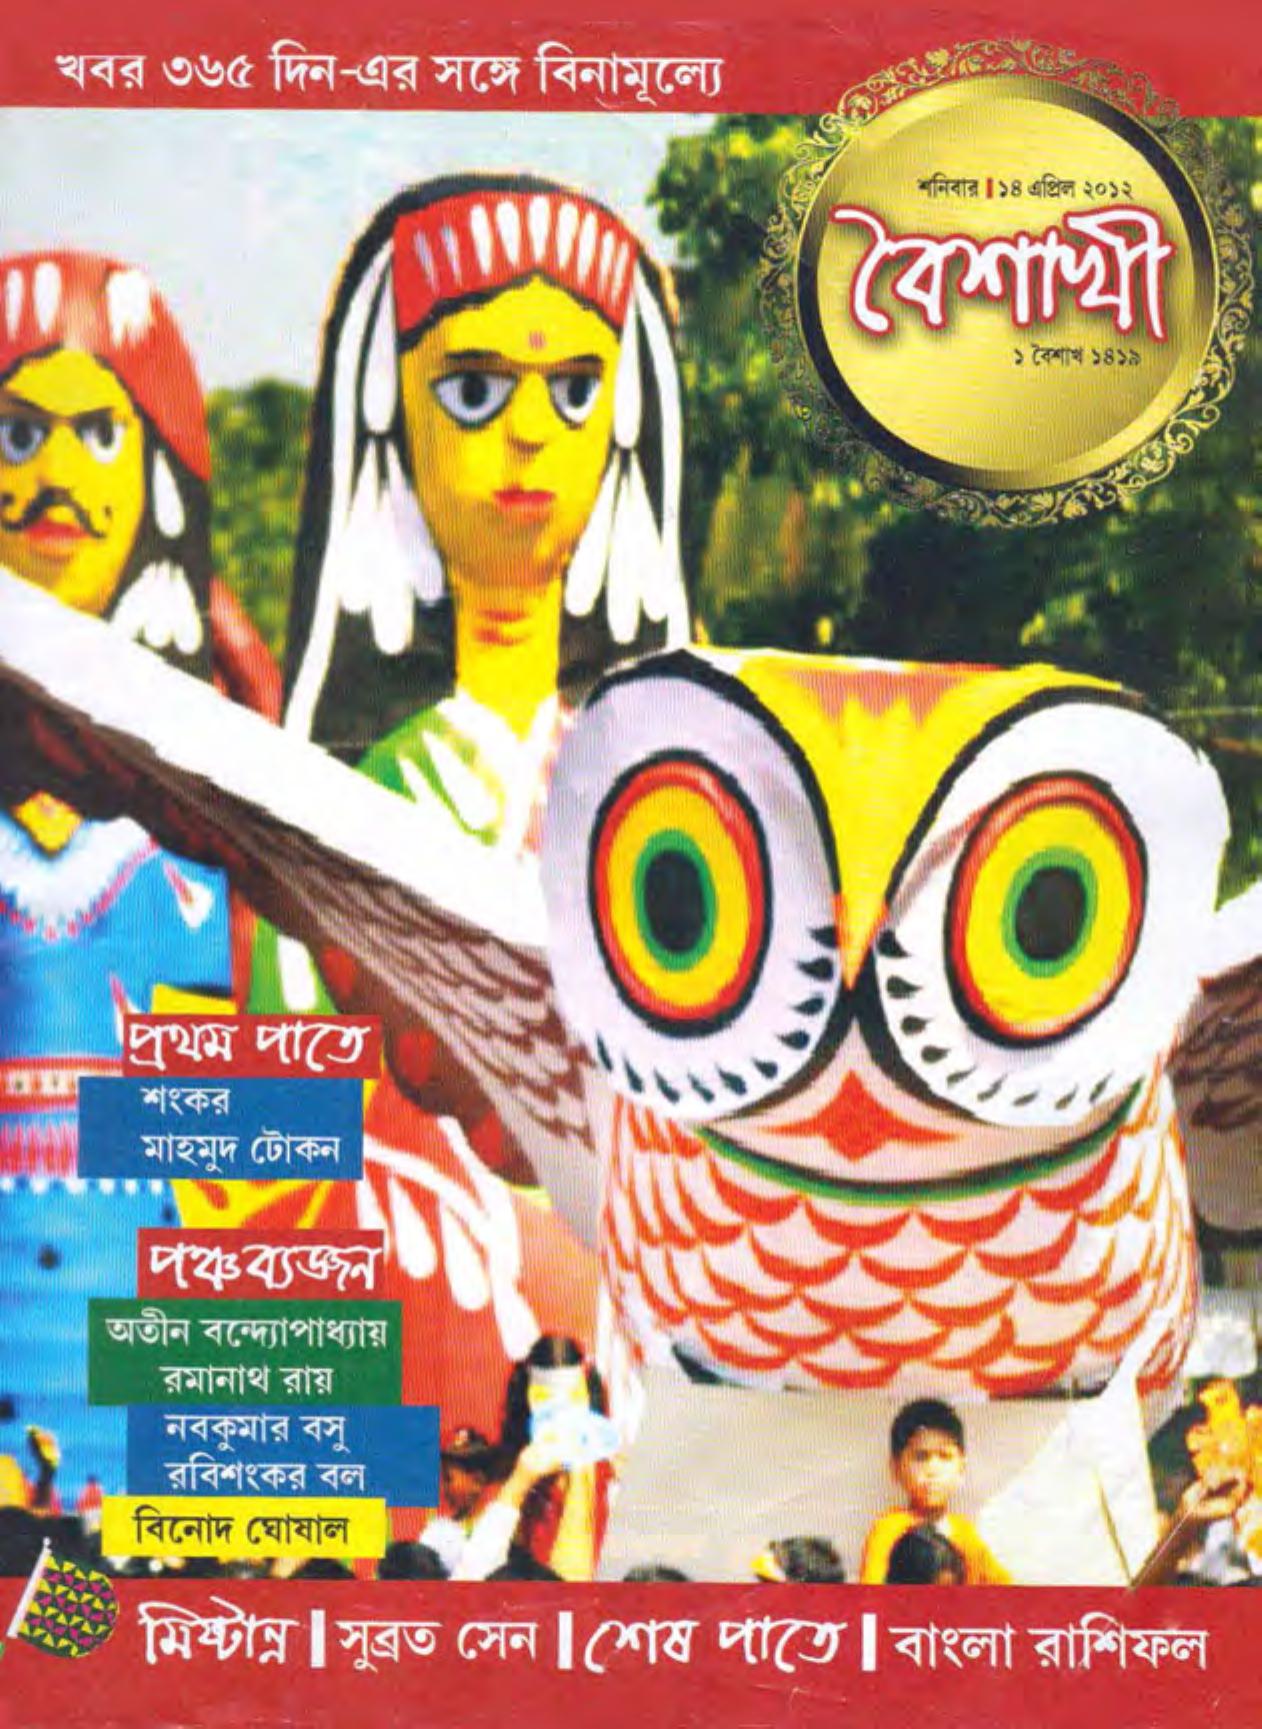 খবর ৩৬৫ দিন-এর সঙ্গে বিনামূল্যে
শনিবার | ১৪ এপ্রিল ২০১২
বৈশাখী
১ বৈশাখ ১৪১৯
প্রথম পাতে
শংকর
মাহমুদ টোকন
পঞ্চব্যঞ্জন
অতীন বন্দ্যোপাধ্যায়
রমানাথ রায়
নবকুমার বসু
রবিশংকর বল
বিনোদ ঘোষাল
মিষ্টান্ন | সুব্রত সেন | শেষ পাতে | বাংলা রাশিফল